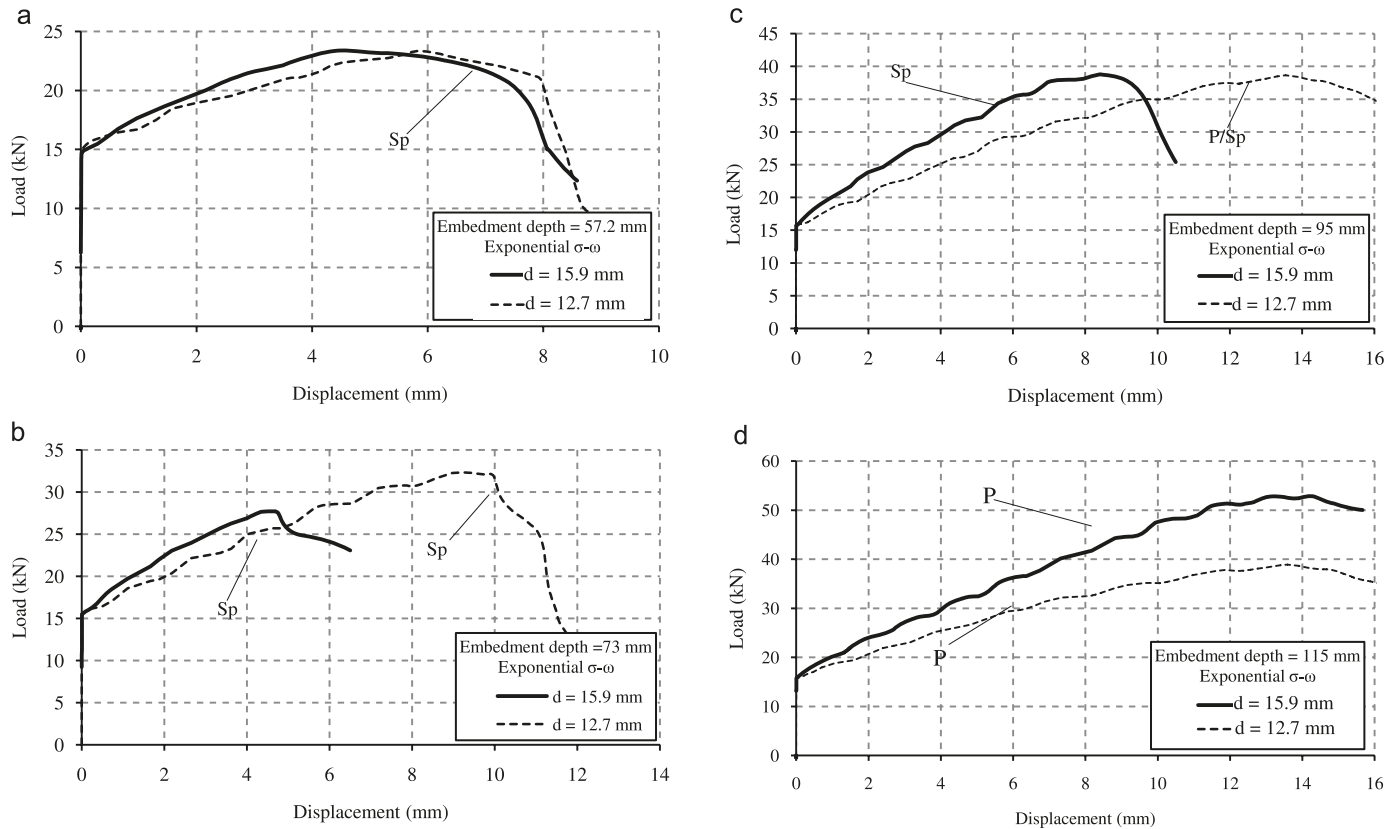 a
25
20
15
10
5
0
Load (kN)
Sp
Embedment depth = 57.2 mm
Exponential σ-ω
d = 15.9 mm
d = 12.7 mm
0 2 4 6 8 10
Displacement (mm)
b
35
30
25
20
15
10
5
0
Load (kN)
Sp
Sp
Embedment depth =73 mm
Exponential σ-ω
d = 15.9 mm
d = 12.7 mm
0 2 4 6 8 10 12 14
Displacement (mm)
c
45
40
35
30
25
20
15
10
5
0
Load (kN)
Sp
P/Sp
Embedment depth = 95 mm
Exponential σ-ω
d = 15.9 mm
d = 12.7 mm
0 2 4 6 8 10 12 14 16
Displacement (mm)
d
60
50
40
30
20
10
0
Load (kN)
P
P
Embedment depth = 115 mm
Exponential σ-ω
d = 15.9 mm
d = 12.7 mm
0 2 4 6 8 10 12 14 16
Displacement (mm)